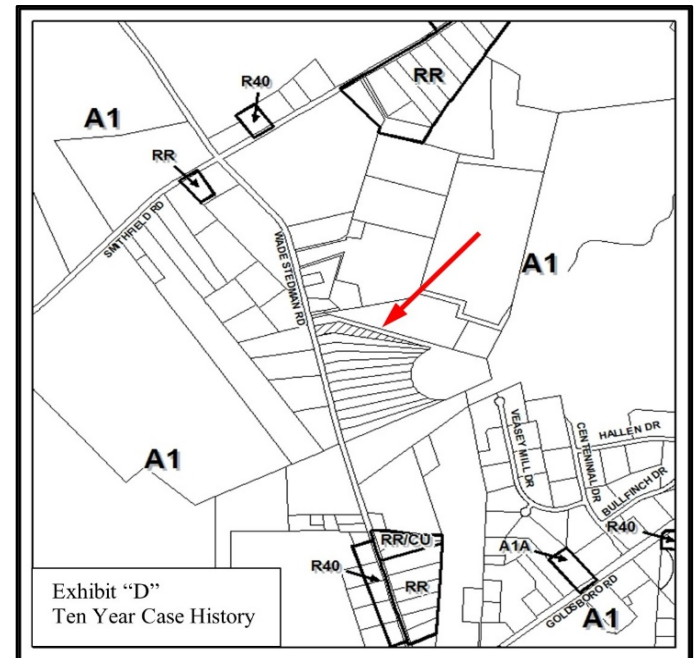 RR
R40
A1
RR
SMITHFIELD RD
WADE STEDMAN RD
A1
VEASEY MILL DR
CENTENINIAL DR
HALLEN DR
BULLFINCH DR
A1
R40
A1A
RR/CU
R40
RR
GOLDSBORO RD
A1
Exhibit “D”
Ten Year Case History